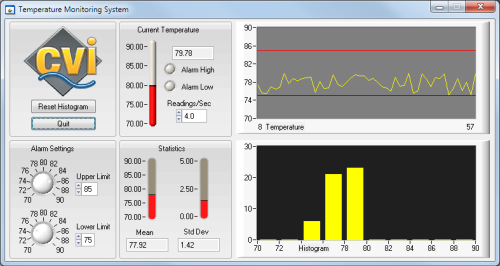 Temperature Monitoring System
CVI
Reset Histogram
Quit
Current Temperature
90.00
85.00
80.00
75.00
70.00
79.78
Alarm High
Alarm Low
Readings/Sec
4.0
90
85
80
75
70
8 Temperature 57
Alarm Settings
78 80 82
76 84
74 86
72 88
70 90
Upper Limit
85
78 80 82
76 84
74 86
72 88
70 90
Lower Limit
75
Statistics
90.00
85.00
80.00
75.00
70.00
Mean
77.92
5.00
2.50
0.00
Std Dev
1.42
30
20
10
0
70 72 Histogram 78 80 82 84 86 88 90